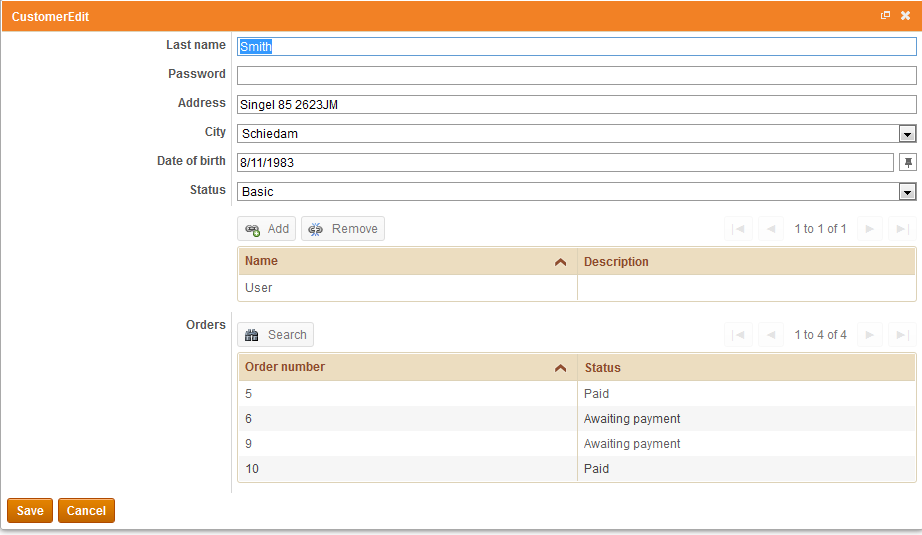 CustomerEdit
Last name Smith
Password
Address Singel 85 2623JM
City Schiedam
Date of birth 8/11/1983
Status Basic
Add Remove 1 to 1 of 1
Name Description
User
Orders Search 1 to 4 of 4
Order number Status
5 Paid
6 Awaiting payment
9 Awaiting payment
10 Paid
Save Cancel